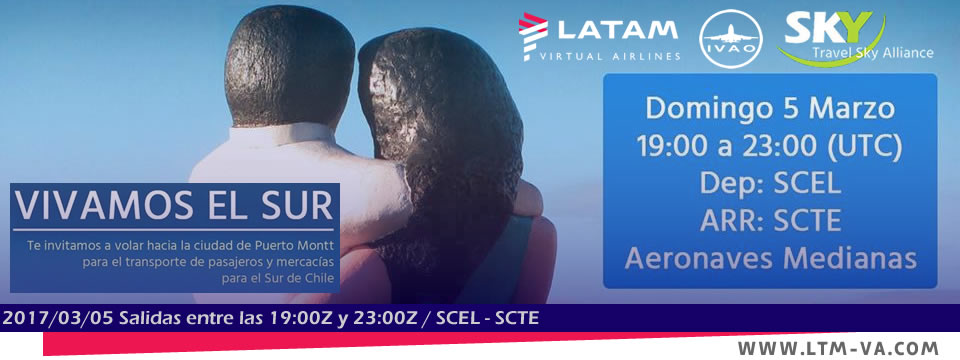 LATAM
VIRTUAL AIRLINES
IVAO
SKY
Travel Sky Alliance
Domingo 5 Marzo
19:00 a 23:00 (UTC)
Dep: SCEL
ARR: SCTE
Aeronaves Medianas
VIVAMOS EL SUR
Te invitamos a volar hacia la ciudad de Puerto Montt
para el transporte de pasajeros y mercacías
para el Sur de Chile
2017/03/05 Salidas entre las 19:00Z y 23:00Z / SCEL - SCTE
WWW.LTM-VA.COM